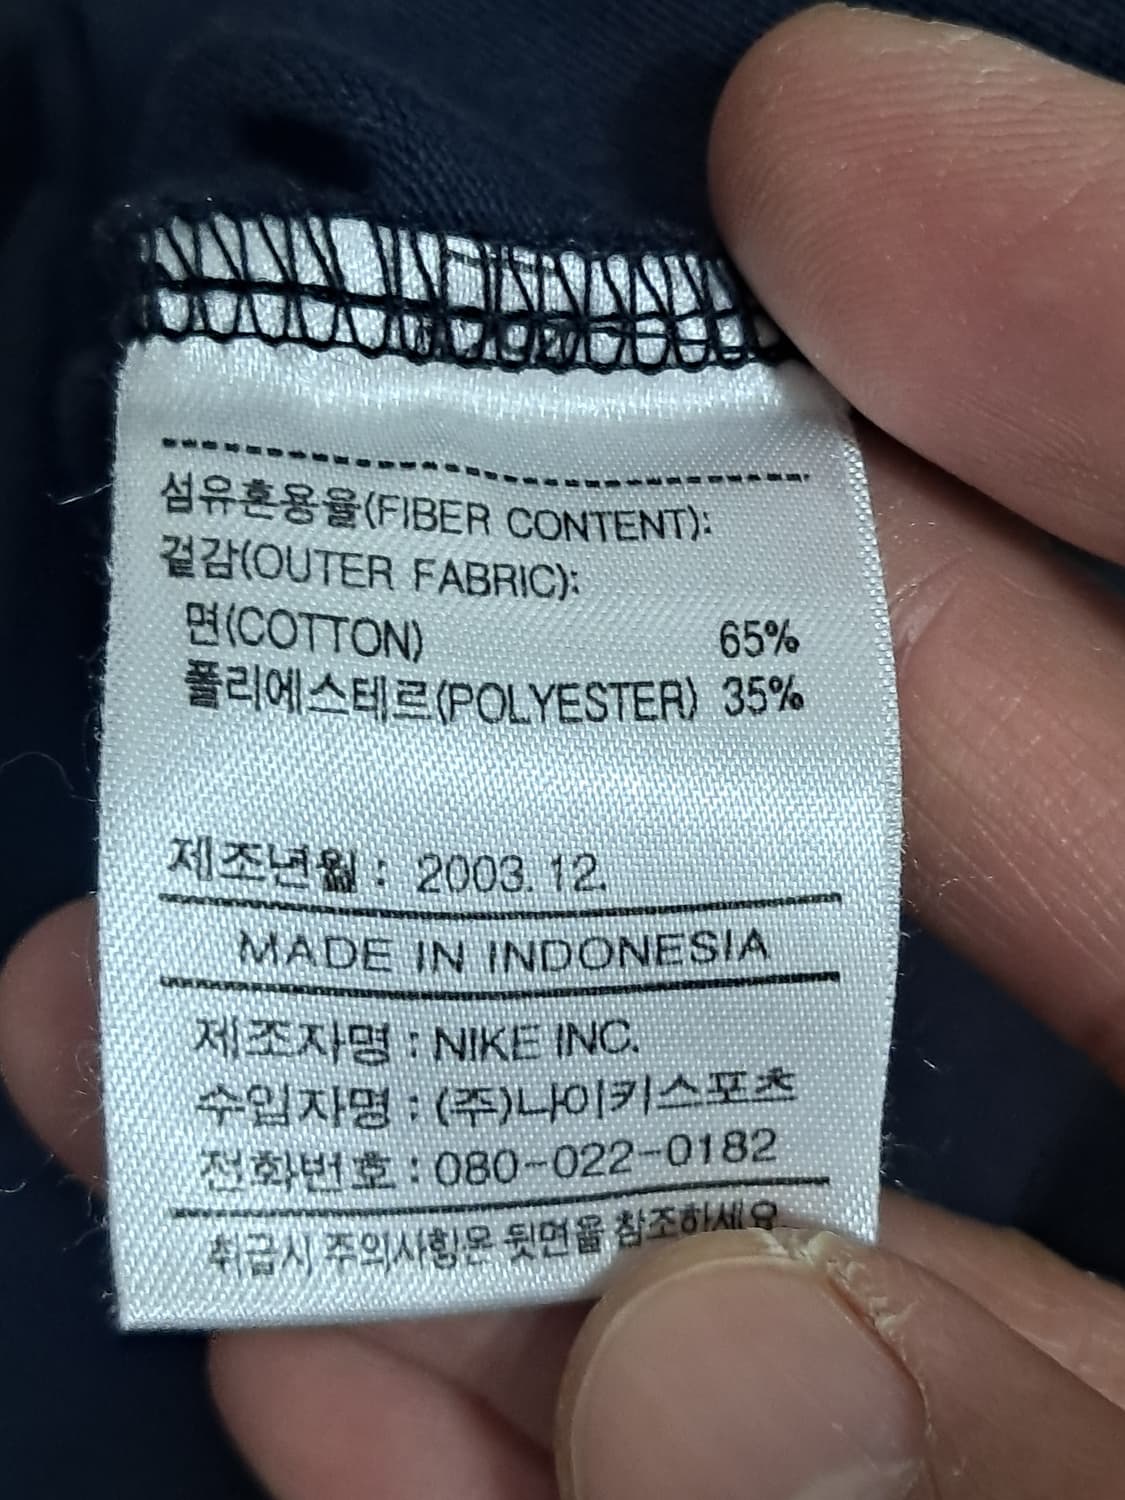 섬유혼용율(FIBER CONTENT):
겉감(OUTER FABRIC):
면(COTTON) 65%
폴리에스테르(POLYESTER) 35%
제조년월 : 2003. 12.
MADE IN INDONESIA
제조자명 : NIKE INC.
수입자명 : (주)나이키스포츠
전화번호 : 080-022-0182
취급시 주의사항은 뒷면을 참조하세요